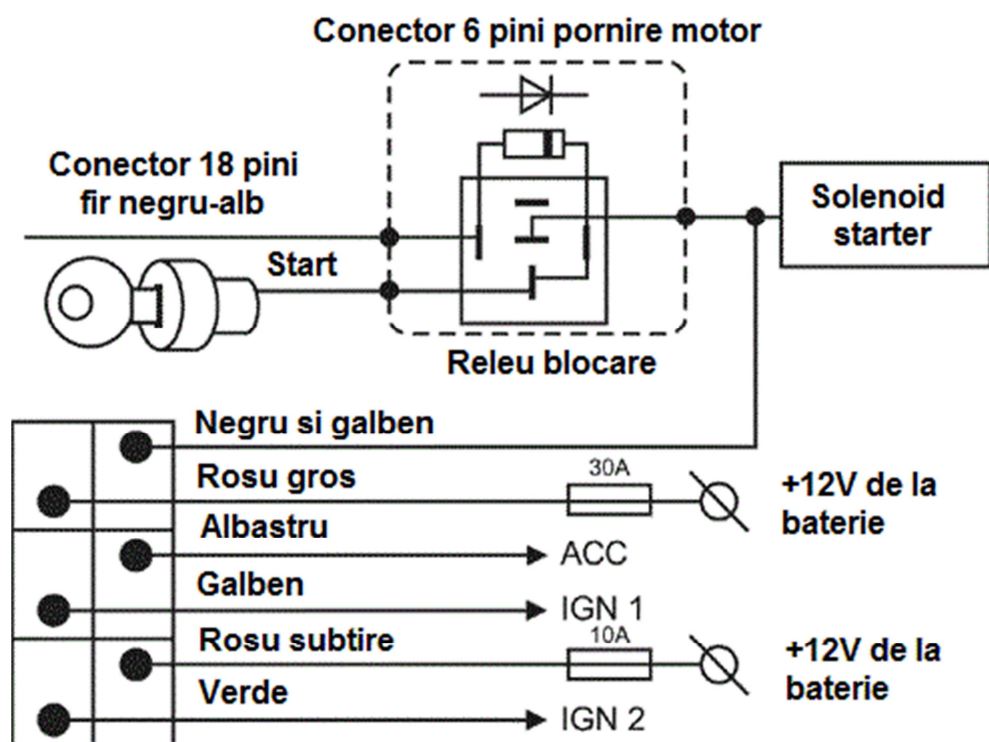 Conector 6 pini pornire motor
Conector 18 pini
fir negru-alb
Solenoid
starter
Start
Releu blocare
Negru si galben
Rosu gros
30A
+12V de la
baterie
Albastru
ACC
Galben
IGN 1
Rosu subtire
10A
+12V de la
baterie
Verde
IGN 2